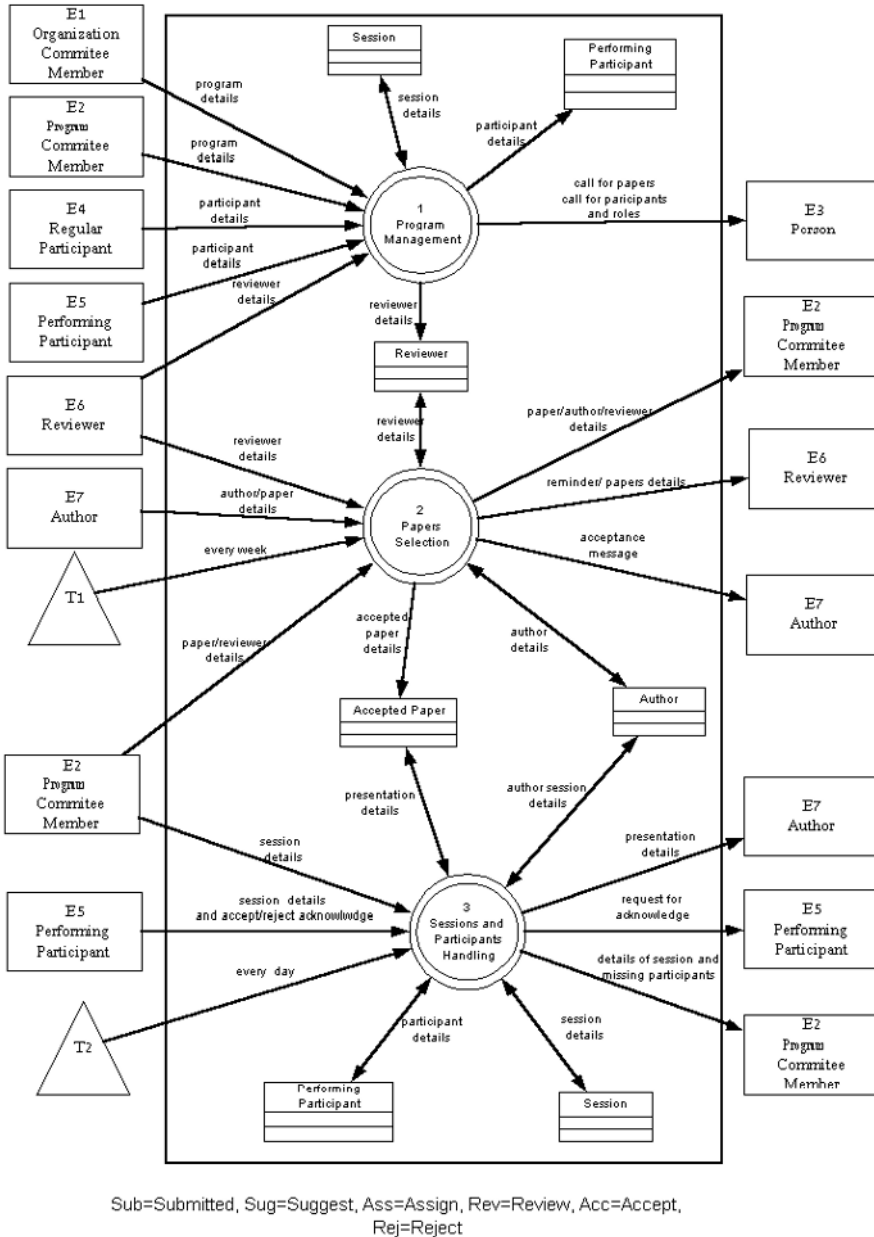 E1
Organization
Commitee
Member
E2
Program
Commitee
Member
E4
Regular
Participant
E5
Performing
Participant
E6
Reviewer
E7
Author
T1
E2
Program
Commitee
Member
E5
Performing
Participant
T2
program
details
program
details
participant
details
participant
details
reviewer
details
Session
session
details
Performing
Participant
participant
details
1
Program
Management
call for papers
call for paricipants
and roles
E3
Person
reviewer
details
Reviewer
reviewer
details
reviewer
details
author/paper
details
every week
paper/reviewer
details
2
Papers
Selection
paper/author/reviewer
details
reminder/ papers details
acceptance
message
E2
Program
Commitee
Member
E6
Reviewer
E7
Author
accepted
paper
details
author
details
Accepted Paper
Author
presentation
details
author session
details
session
details
session details
and accept/reject acknowlwdge
every day
3
Sessions and
Participants
Handling
presentation
details
request for
acknowledge
details of session and
missing participants
E7
Author
E5
Performing
Participant
E2
Program
Commitee
Member
participant
details
session
details
Performing
Participant
Session
Sub=Submitted, Sug=Suggest, Ass=Assign, Rev=Review, Acc=Accept,
Rej=Reject